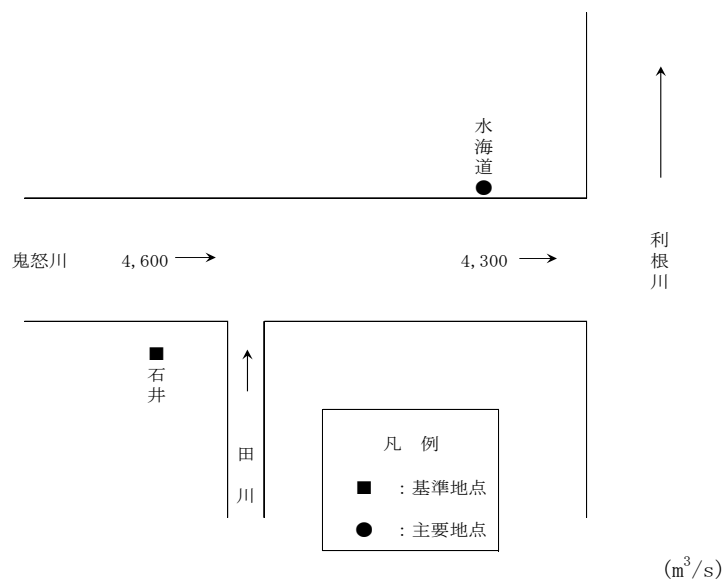 水海道
鬼怒川
4,600
4,300
利根川
石井
田川
凡 例
■ ：基準地点
● ：主要地点
(m³/s)